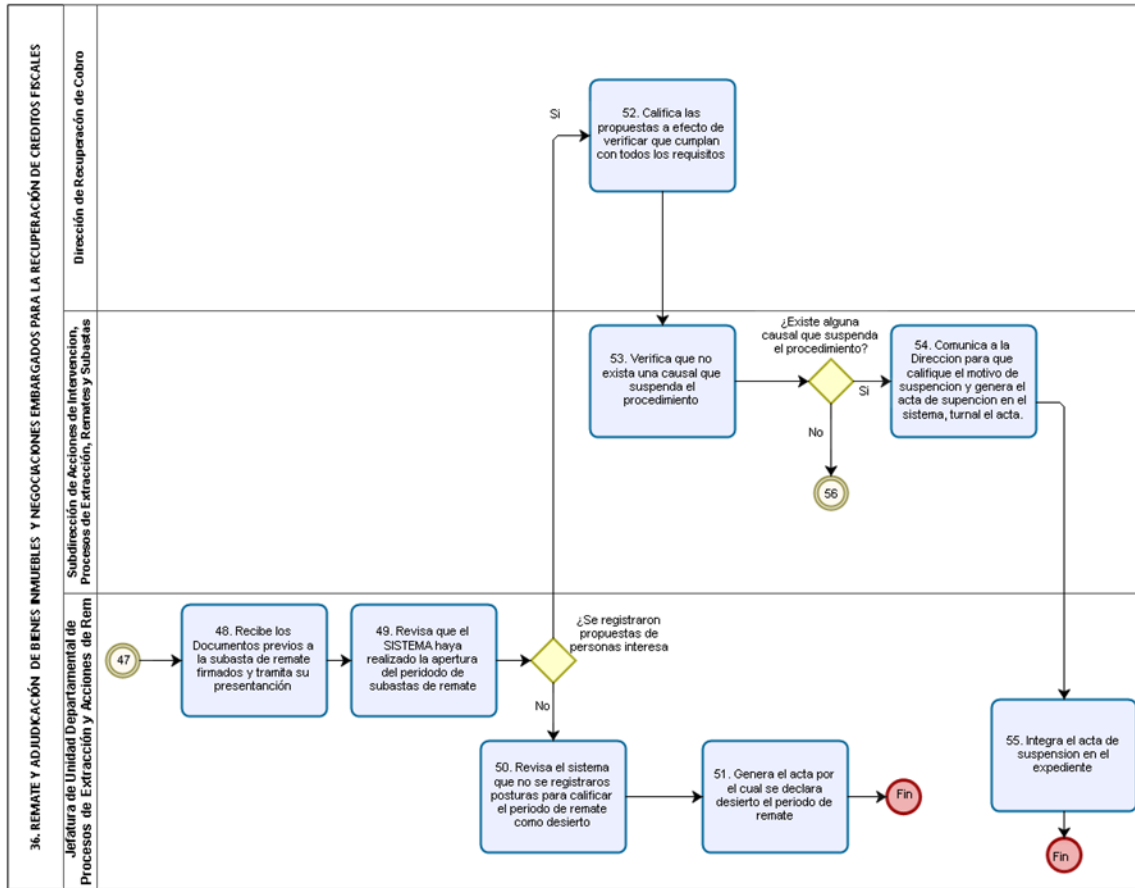 36. REMATE Y ADJUDICACIÓN DE BIENES INMUEBLES Y NEGOCIACIONES EMBARGADOS PARA LA RECUPERACIÓN DE CREDITOS FISCALES
Dirección de Recuperación de Cobro
Si
52. Califica las
propuestas a efecto de
verificar que cumplan
con todos los requisitos
Subdirección de Acciones de Intervencion,
Procesos de Extracción, Remates y Subastas
53. Verifica que no
exista una causal que
suspenda el
procedimiento
¿Existe alguna
causal que suspenda
el procedimiento?
Si
No
56
54. Comunica a la
Direccion para que
califique el motivo de
suspencion y genera el
acta de supencion en el
sistema, turnal el acta.
Jefatura de Unidad Departamental de
Procesos de Extracción y Acciones de Rem
47
48. Recibe los
Documentos previos a
la subasta de remate
firmados y tramita su
presentanción
49. Revisa que el
SISTEMA haya
realizado la apertura
del peridodo de
subastas de remate
¿Se registraron
propuestas de
personas interesa
No
50. Revisa el sistema
que no se registraros
posturas para calificar
el periodo de remate
como desierto
51. Genera el acta por
el cual se declara
desierto el periodo de
remate
Fin
55. Integra el acta de
suspension en el
expediente
Fin